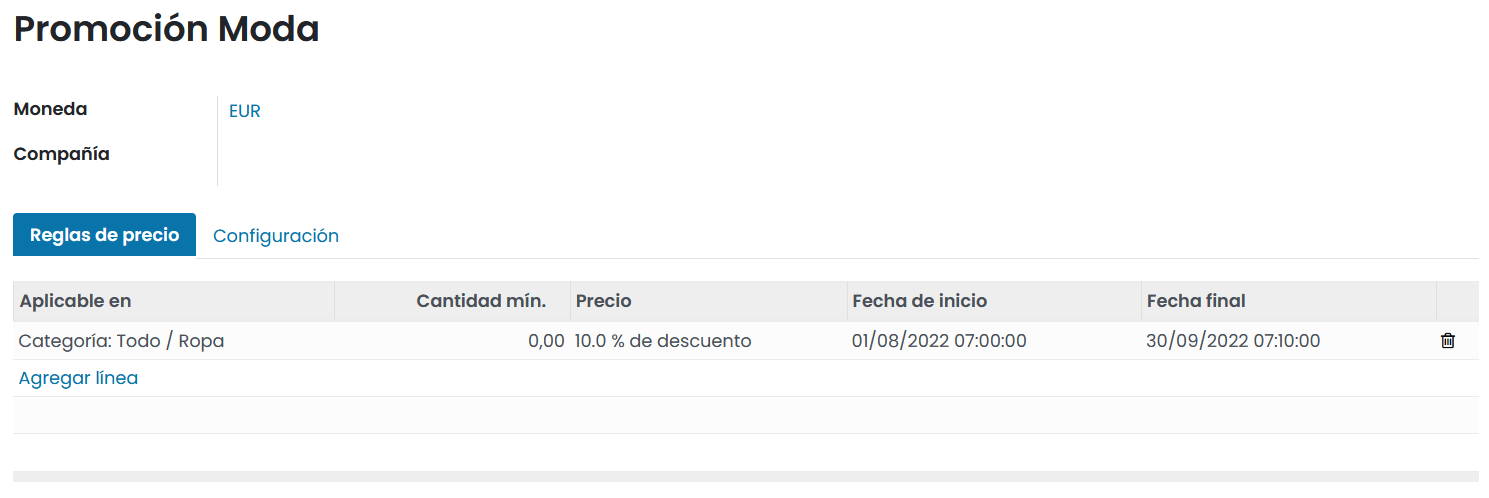 Promoción Moda
Moneda EUR
Compañía
Reglas de precio Configuración
Aplicable en Cantidad mín. Precio Fecha de inicio Fecha final
Categoría: Todo / Ropa 0,00 10.0 % de descuento 01/08/2022 07:00:00 30/09/2022 07:10:00
Agregar línea